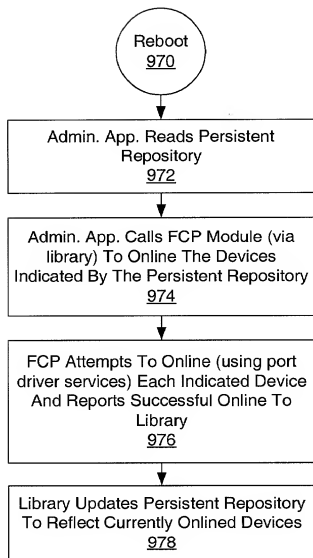 Reboot
970
Admin. App. Reads Persistent
Repository
972
Admin. App. Calls FCP Module (via
library) To Online The Devices
Indicated By The Persistent Repository
974
FCP Attempts To Online (using port
driver services) Each Indicated Device
And Reports Successful Online To
Library
976
Library Updates Persistent Repository
To Reflect Currently Onlined Devices
978